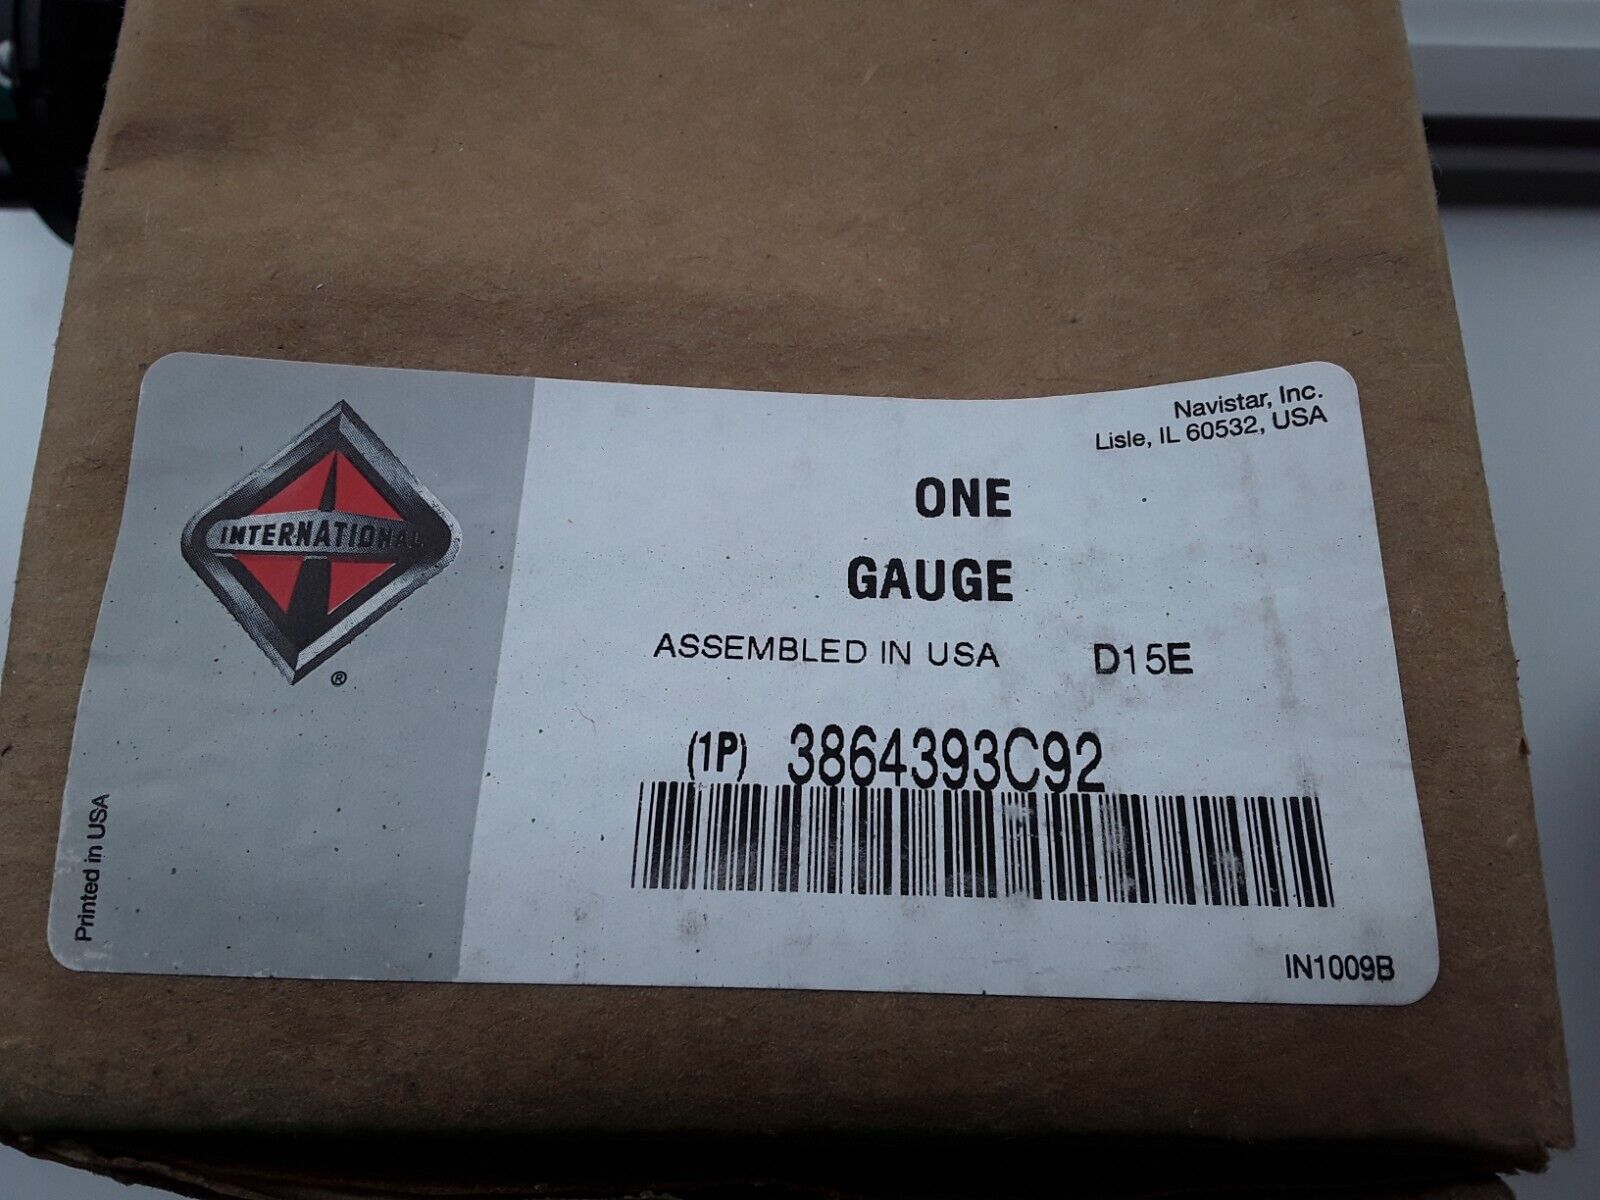 Navistar, Inc.
Lisle, IL 60532, USA
INTERNATIONAL
®
ONE
GAUGE
ASSEMBLED IN USA D15E
(1P) 3864393C92
Printed in USA
IN1009B